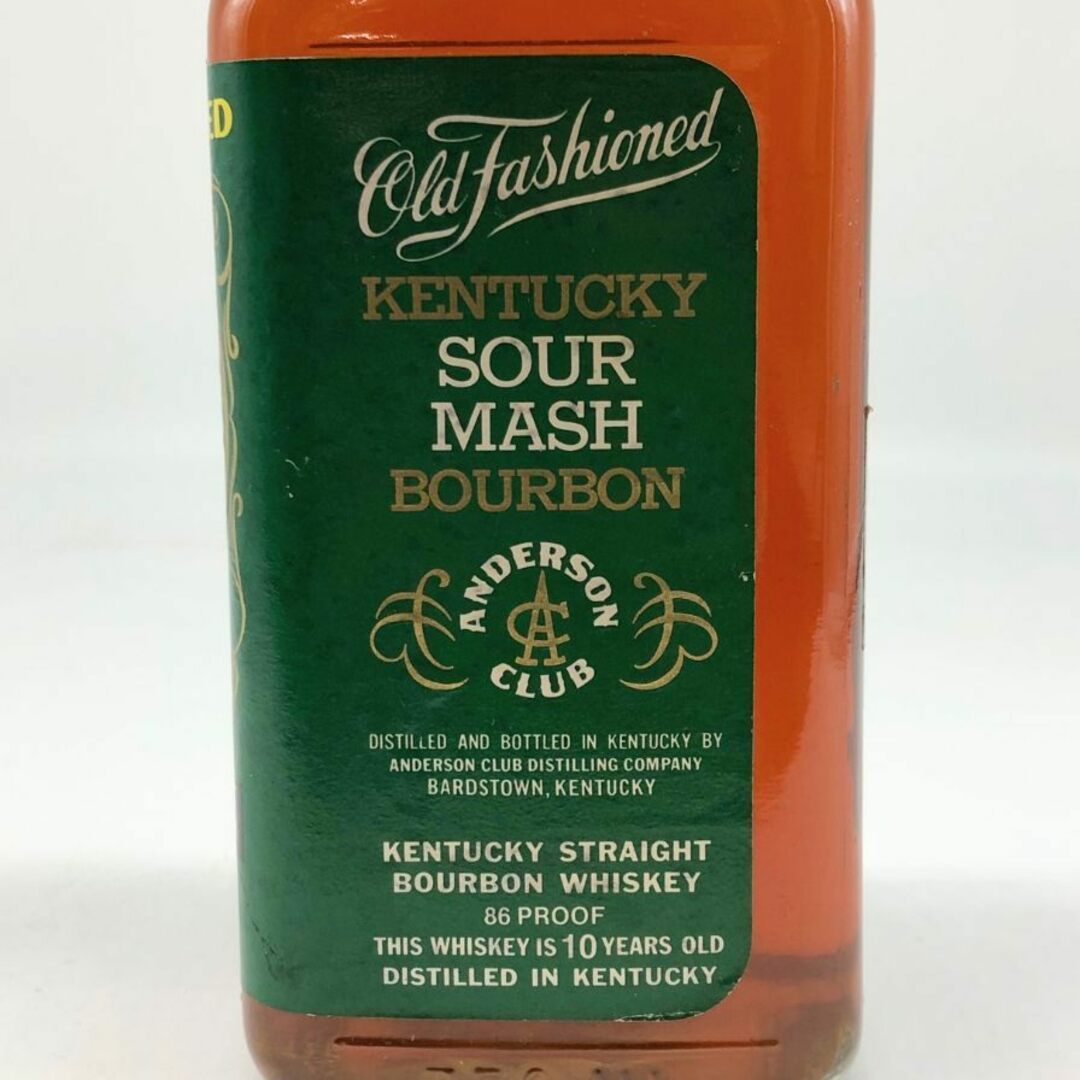 ED
Old Fashioned
KENTUCKY
SOUR
MASH
BOURBON
ANDERSON
AC
CLUB
DISTILLED AND BOTTLED IN KENTUCKY BY
ANDERSON CLUB DISTILLING COMPANY
BARDSTOWN, KENTUCKY
KENTUCKY STRAIGHT
BOURBON WHISKEY
86 PROOF
THIS WHISKEY IS 10 YEARS OLD
DISTILLED IN KENTUCKY